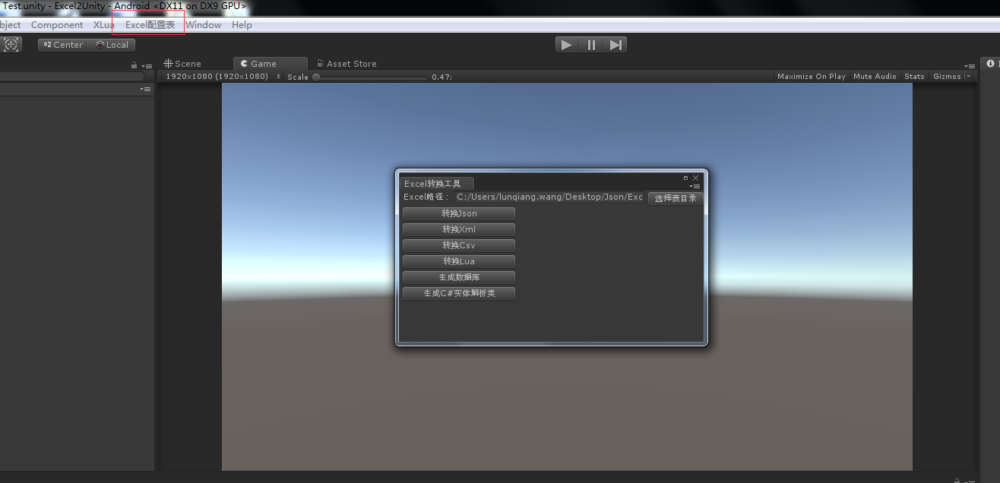 Test.unity - Excel2Unity - Android <DX11 on DX9 GPU>
bject Component XLua Excel配置表 Window Help
Center Local
Scene Game Asset Store
1920x1080 (1920x1080) Scale 0.47: Maximize On Play Mute Audio Stats Gizmos
Excel转换工具
Excel路径： C:/Users/lunqiang.wang/Desktop/Json/Exc 选择表目录
转换Json
转换Xml
转换Csv
转换Lua
生成数据库
生成C#实体解析类